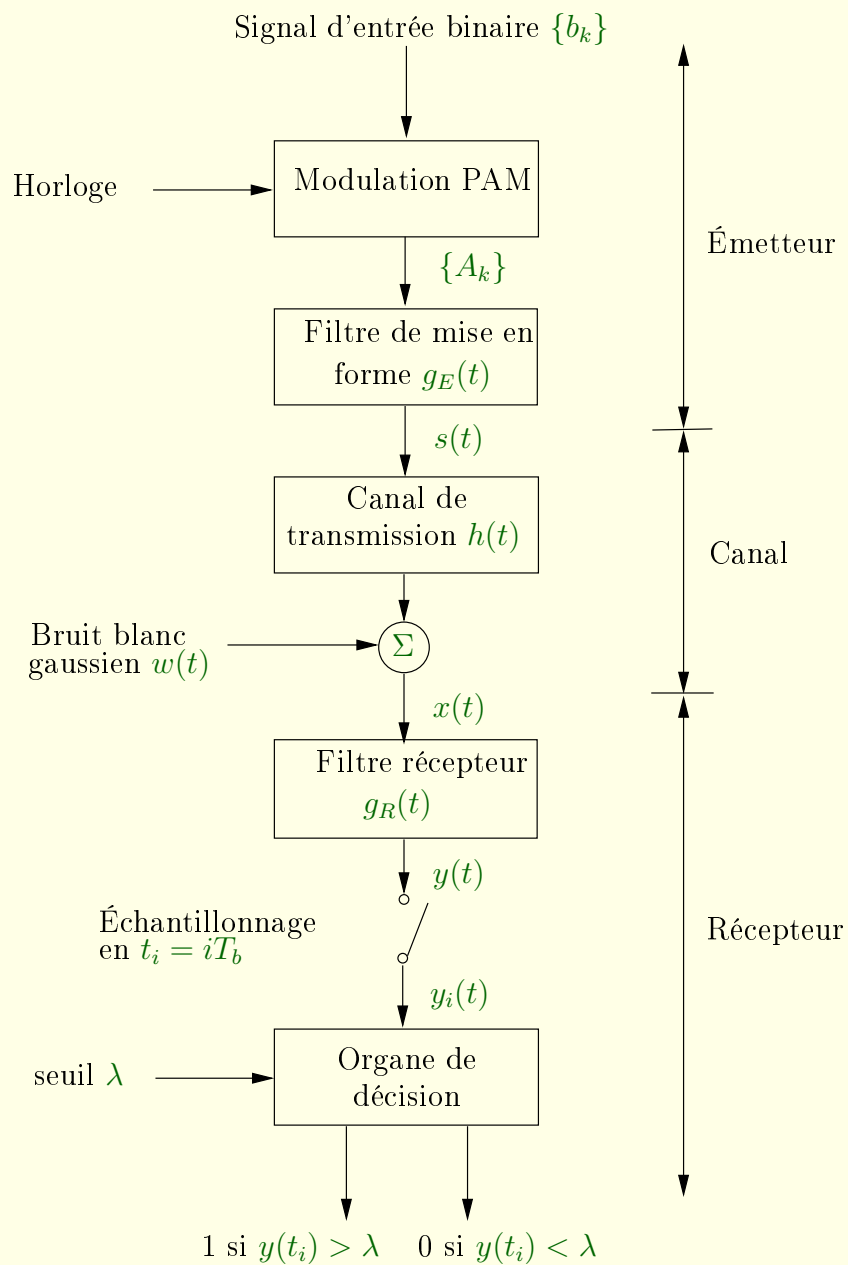 Signal d'entrée binaire {b_k}
Horloge
Modulation PAM
{A_k}
Émetteur
Filtre de mise en
forme g_E(t)
s(t)
Canal de
transmission h(t)
Canal
Bruit blanc
gaussien w(t)
Σ
x(t)
Filtre récepteur
g_R(t)
y(t)
Échantillonnage
en t_i = iT_b
Récepteur
y_i(t)
seuil λ
Organe de
décision
1 si y(t_i) > λ
0 si y(t_i) < λ